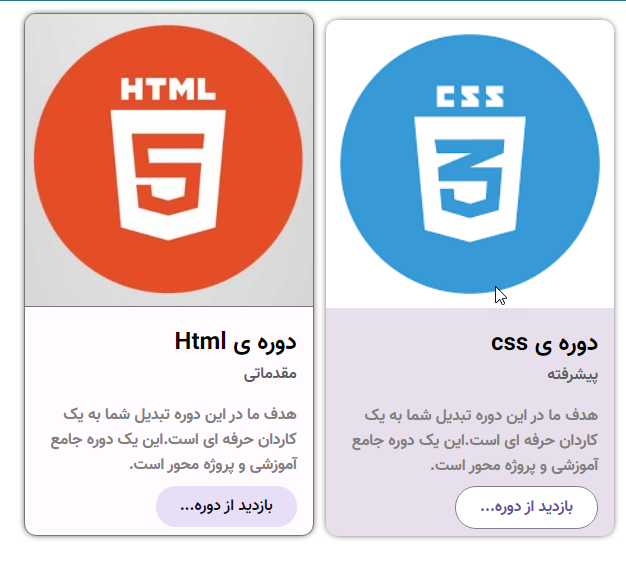 CSS
3
دوره ی css
پیشرفته
هدف ما در این دوره تبدیل شما به یک
کاردان حرفه ای است.این یک دوره جامع
آموزشی و پروژه محور است.
بازدید از دوره...
HTML
5
دوره ی Html
مقدماتی
هدف ما در این دوره تبدیل شما به یک
کاردان حرفه ای است.این یک دوره جامع
آموزشی و پروژه محور است.
بازدید از دوره...